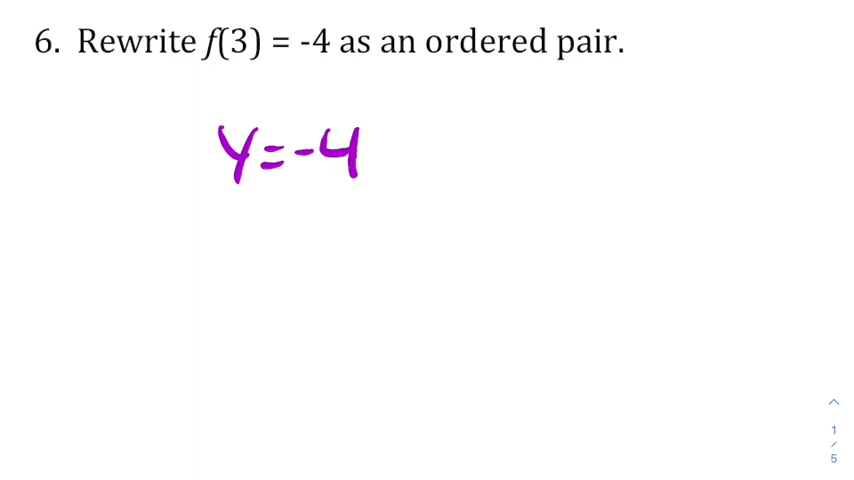 6. Rewrite f(3) = -4 as an ordered pair.
y=-4
^
1
/
5